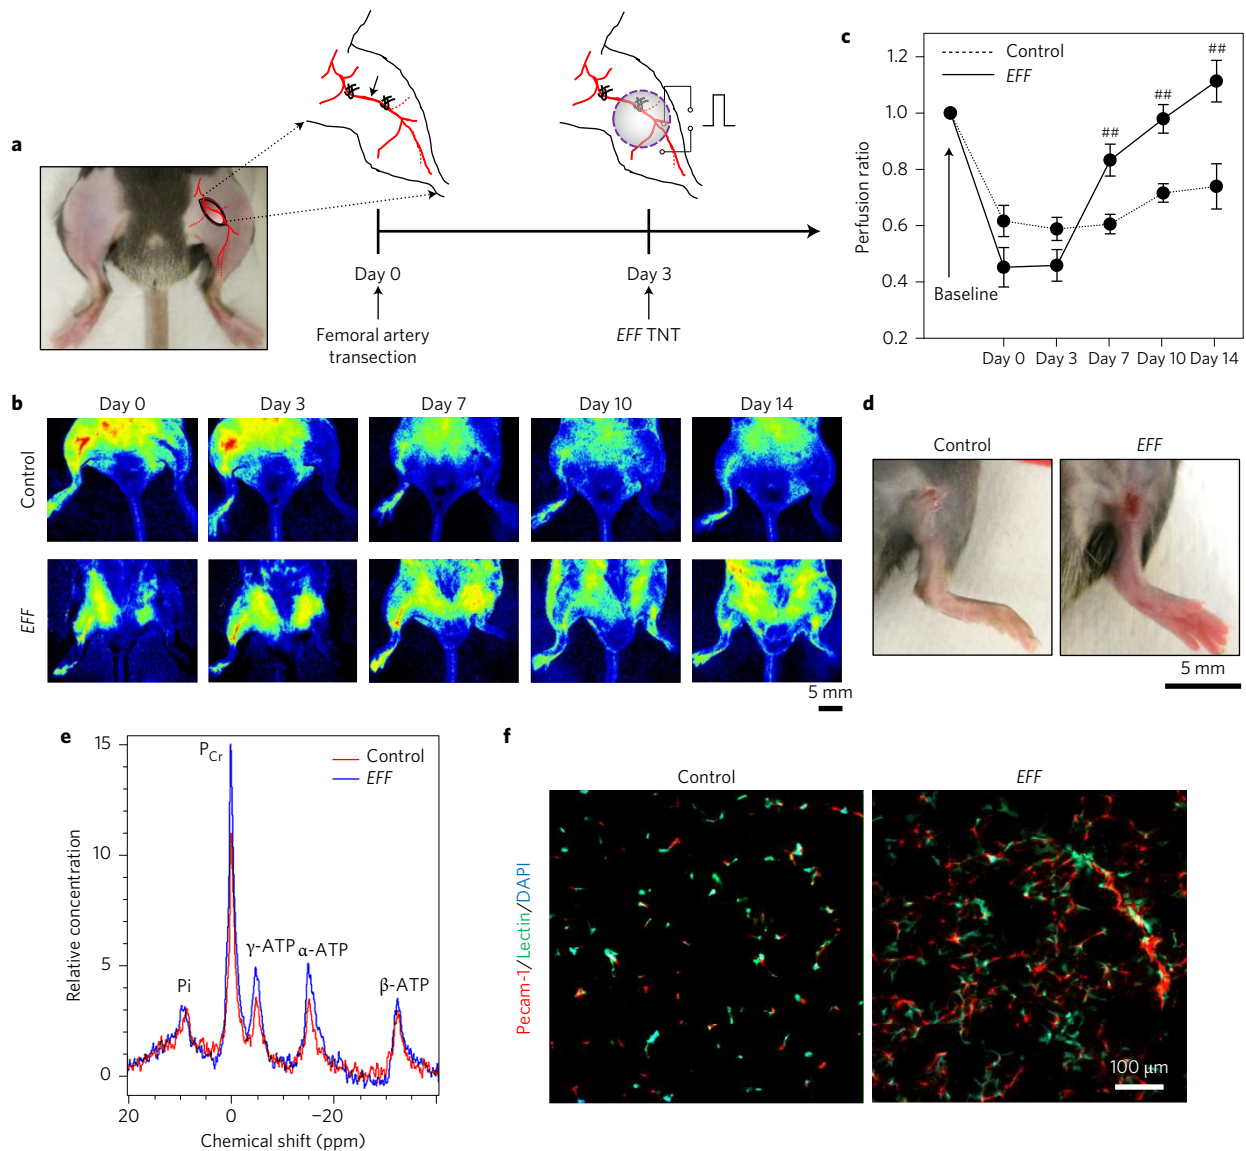 a
Day 0
Day 3
Femoral artery
transection
EFF TNT
c
Control
EFF
##
##
##
Perfusion ratio
1.2
1.0
0.8
0.6
0.4
0.2
Baseline
Day 0
Day 3
Day 7
Day 10
Day 14
b
Day 0
Day 3
Day 7
Day 10
Day 14
Control
EFF
5 mm
d
Control
EFF
5 mm
e
Control
EFF
PCr
Pi
γ-ATP
α-ATP
β-ATP
Relative concentration
15
10
5
0
20
0
−20
Chemical shift (ppm)
f
Control
EFF
Pecam-1/Lectin/DAPI
100 μm